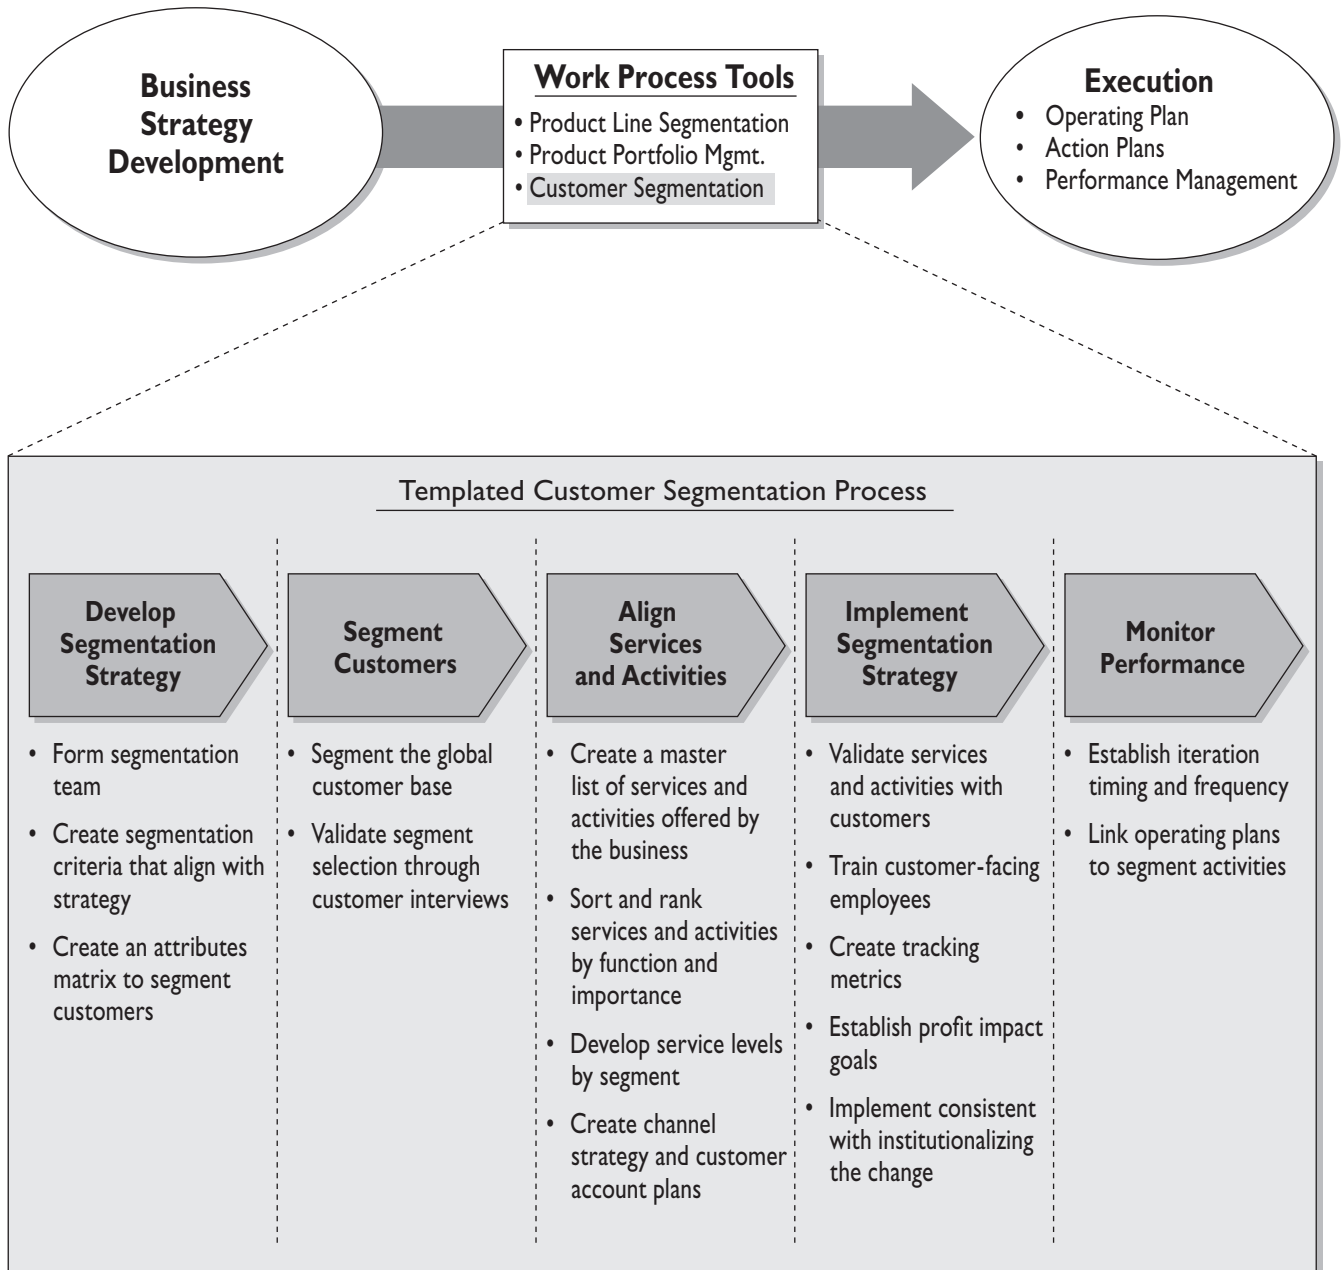 Business
Strategy
Development
Work Process Tools
• Product Line Segmentation
• Product Portfolio Mgmt.
• Customer Segmentation
Execution
• Operating Plan
• Action Plans
• Performance Management
Templated Customer Segmentation Process
Develop
Segmentation
Strategy
• Form segmentation
team
• Create segmentation
criteria that align with
strategy
• Create an attributes
matrix to segment
customers
Segment
Customers
• Segment the global
customer base
• Validate segment
selection through
customer interviews
Align
Services
and Activities
• Create a master
list of services and
activities offered by
the business
• Sort and rank
services and activities
by function and
importance
• Develop service levels
by segment
• Create channel
strategy and customer
account plans
Implement
Segmentation
Strategy
• Validate services
and activities with
customers
• Train customer-facing
employees
• Create tracking
metrics
• Establish profit impact
goals
• Implement consistent
with institutionalizing
the change
Monitor
Performance
• Establish iteration
timing and frequency
• Link operating plans
to segment activities